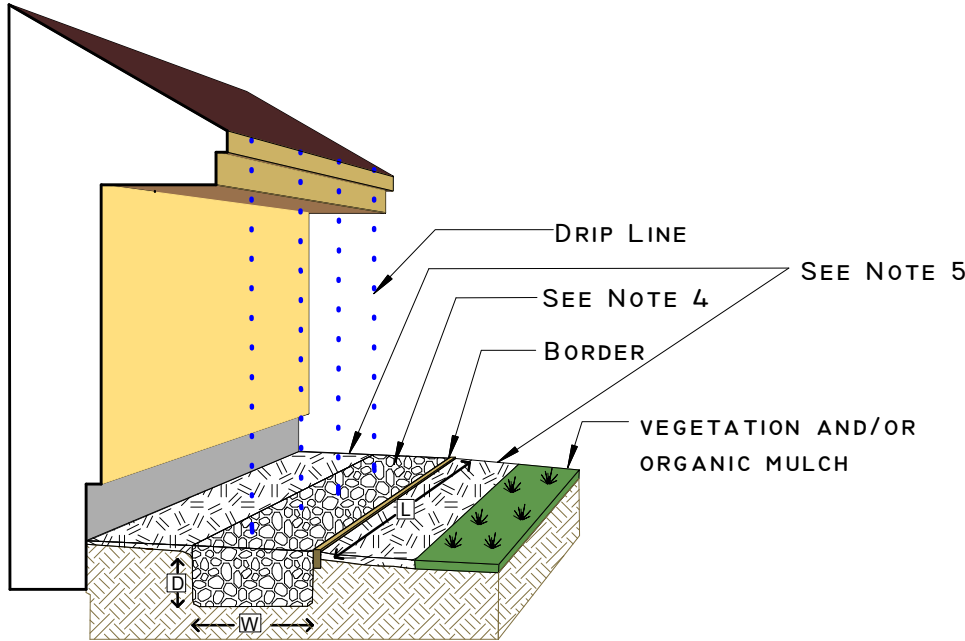 DRIP LINE
SEE NOTE 5
SEE NOTE 4
BORDER
VEGETATION AND/OR
ORGANIC MULCH
L
D
W